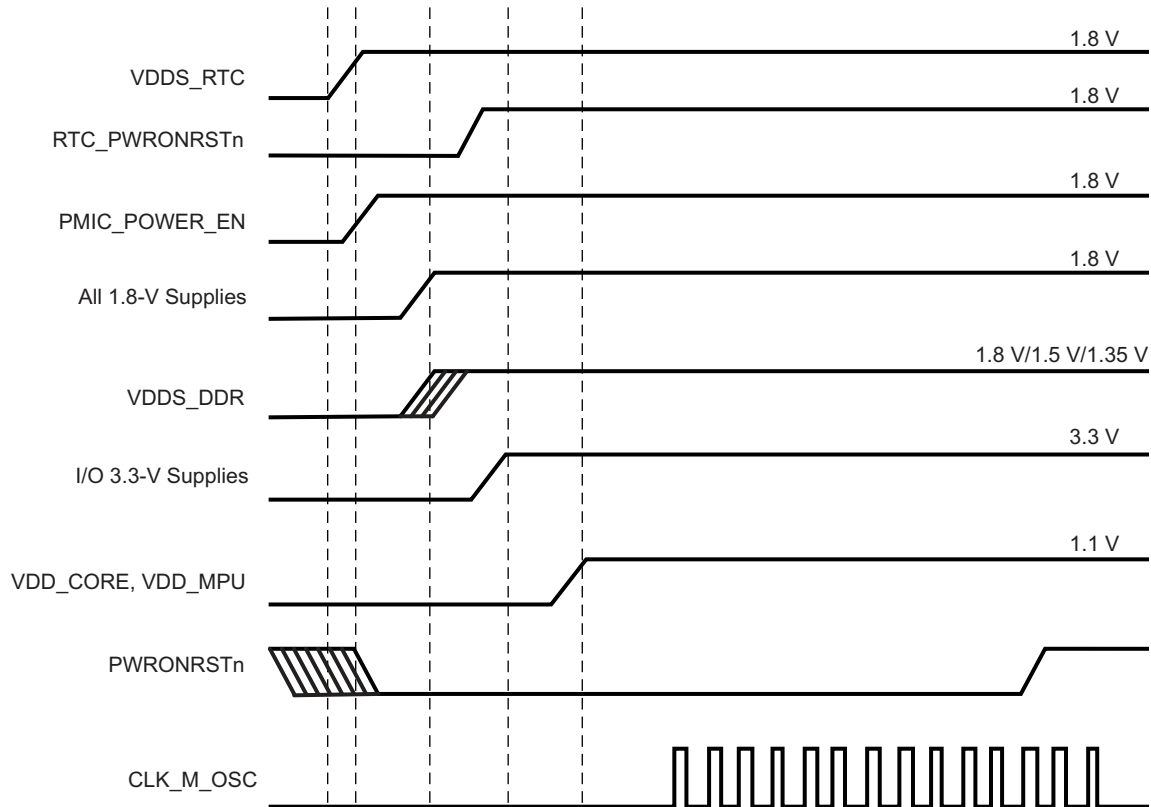 1.8 V
VDDS_RTC
1.8 V
RTC_PWRONRSTn
1.8 V
PMIC_POWER_EN
1.8 V
All 1.8-V Supplies
1.8 V/1.5 V/1.35 V
VDDS_DDR
3.3 V
I/O 3.3-V Supplies
1.1 V
VDD_CORE, VDD_MPU
PWRONRSTn
CLK_M_OSC